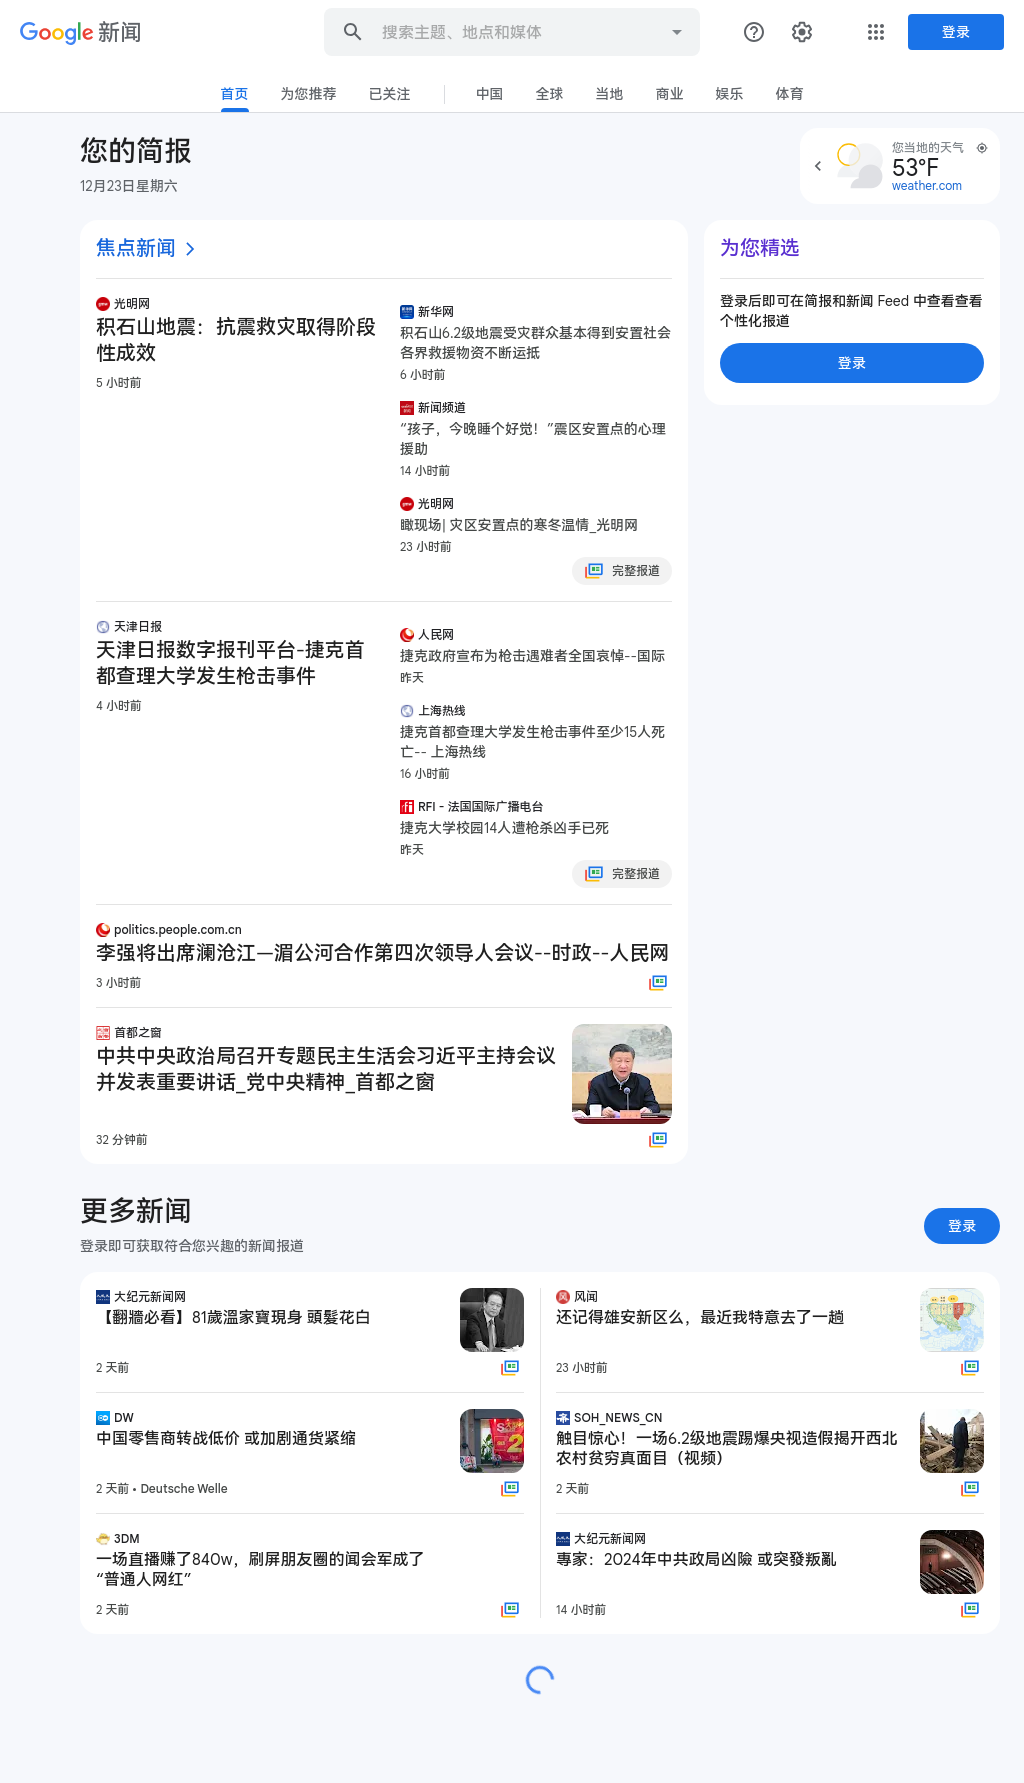 Google 新闻
搜索主题、地点和媒体
登录
首页 为您推荐 已关注 中国 全球 当地 商业 娱乐 体育
您的简报
12月23日星期六
您当地的天气
53°F
weather.com
焦点新闻
光明网
积石山地震：抗震救灾取得阶段
性成效
5 小时前
新华网
积石山6.2级地震受灾群众基本得到安置社会
各界救援物资不断运抵
6 小时前
新闻频道
“孩子，今晚睡个好觉！”震区安置点的心理
援助
14 小时前
光明网
瞰现场| 灾区安置点的寒冬温情_光明网
23 小时前
完整报道
天津日报
天津日报数字报刊平台-捷克首
都查理大学发生枪击事件
4 小时前
人民网
捷克政府宣布为枪击遇难者全国哀悼--国际
昨天
上海热线
捷克首都查理大学发生枪击事件至少15人死
亡-- 上海热线
16 小时前
RFI - 法国国际广播电台
捷克大学校园14人遭枪杀凶手已死
昨天
完整报道
politics.people.com.cn
李强将出席澜沧江—湄公河合作第四次领导人会议--时政--人民网
3 小时前
首都之窗
中共中央政治局召开专题民主生活会习近平主持会议
并发表重要讲话_党中央精神_首都之窗
32 分钟前
为您精选
登录后即可在简报和新闻 Feed 中查看查看
个性化报道
登录
更多新闻
登录即可获取符合您兴趣的新闻报道
登录
大纪元新闻网
【翻牆必看】81歲溫家寶現身 頭髮花白
2 天前
DW
中国零售商转战低价 或加剧通货紧缩
2 天前 • Deutsche Welle
3DM
一场直播赚了840w，刷屏朋友圈的闻会军成了
“普通人网红”
2 天前
风闻
还记得雄安新区么，最近我特意去了一趟
23 小时前
SOH_NEWS_CN
触目惊心！一场6.2级地震踢爆央视造假揭开西北
农村贫穷真面目（视频）
2 天前
大纪元新闻网
專家：2024年中共政局凶險 或突發叛亂
14 小时前